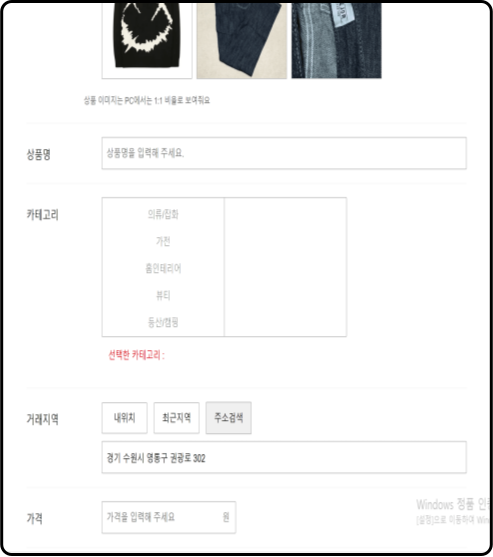 상품 이미지는 PC에서는 1:1 비율로 보여줘요
상품명
상품명을 입력해 주세요.
카테고리
의류/잡화
가전
홈인테리어
뷰티
등산/캠핑
선택한 카테고리 :
거래지역
내위치
최근지역
주소검색
경기 수원시 영통구 권광로 302
가격
가격을 입력해 주세요
원
Windows 정품 인
[설정]으로 이동하여 Win